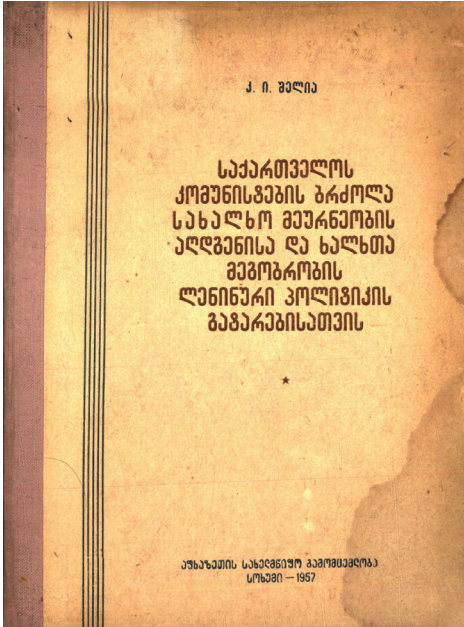 კ. ი. შელია
საქართველოს
კომუნისტების ბრძოლა
სახალხო მეურნეობის
აღდგენისა და ხალხთა
მეგობრობის
ლენინური პოლიტიკის
გატარებისათვის
აფხაზეთის სახელმწიფო გამომცემლობა
სოხუმი — 1957